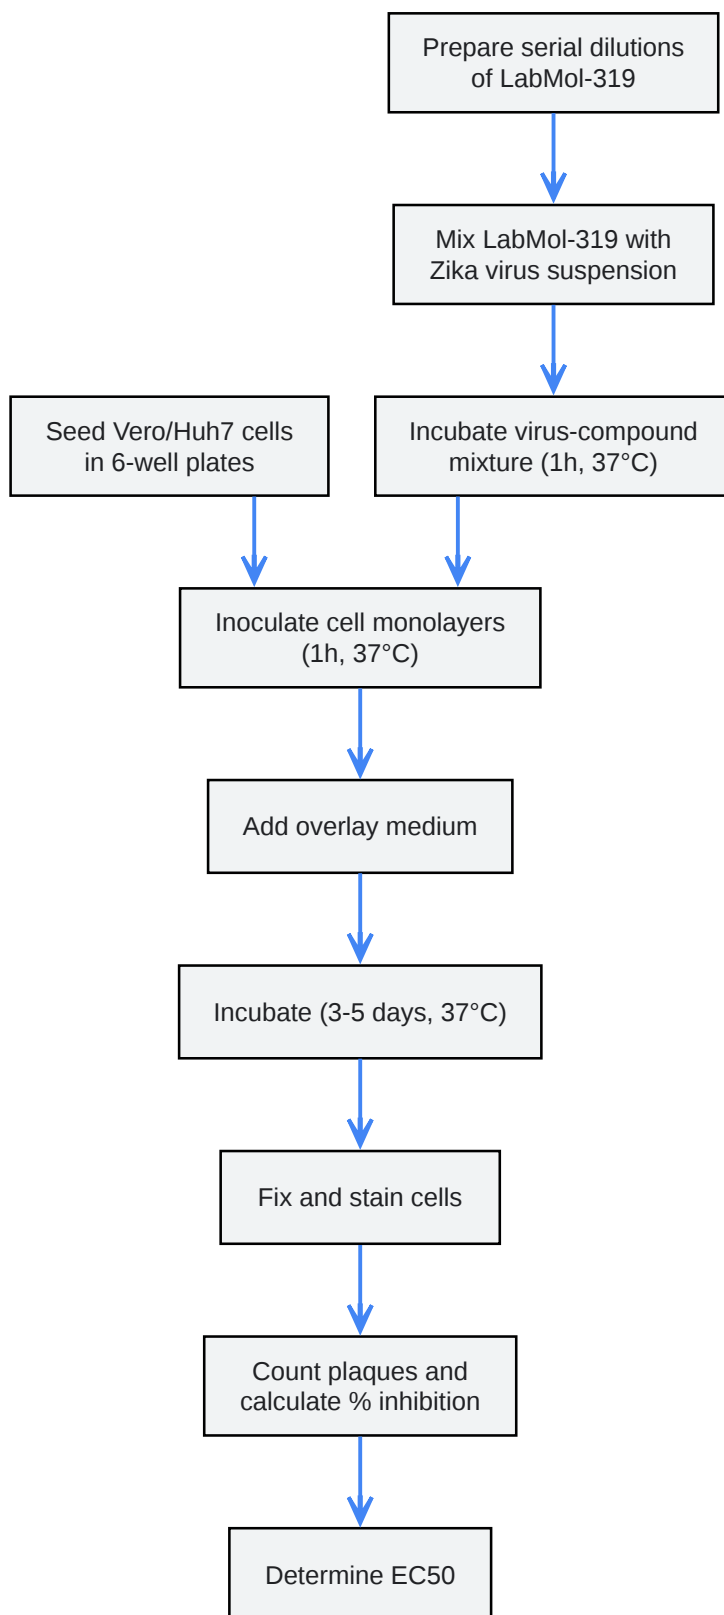 Prepare serial dilutions
of LabMol-319
Mix LabMol-319 with
Zika virus suspension
Seed Vero/Huh7 cells
in 6-well plates
Incubate virus-compound
mixture (1h, 37°C)
Inoculate cell monolayers
(1h, 37°C)
Add overlay medium
Incubate (3-5 days, 37°C)
Fix and stain cells
Count plaques and
calculate % inhibition
Determine EC50